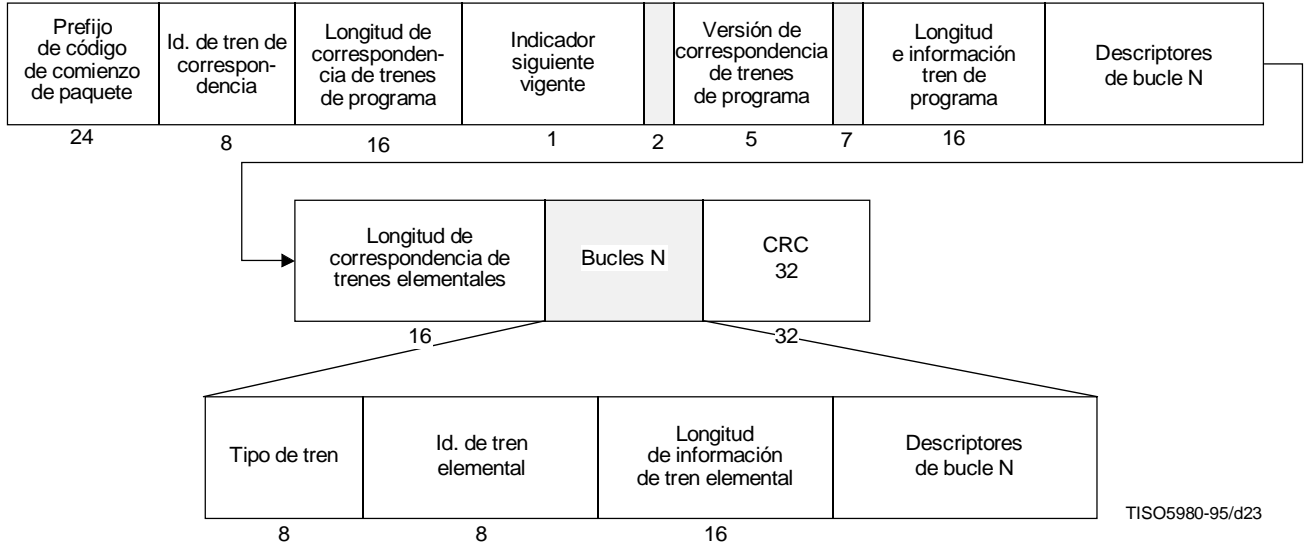 Prefijo
de código
de comienzo
de paquete
Id. de tren de
correspon-
dencia
Longitud de
corresponden-
cia de trenes
de programa
Indicador
siguiente
vigente
Versión de
correspondencia
de trenes
de programa
Longitud
e información
tren de
programa
Descriptores
de bucle N
24
8
16
1
2
5
7
16
Longitud de
correspondencia de
trenes elementales
Bucles N
CRC
32
16
32
Tipo de tren
Id. de tren
elemental
Longitud
de información
de tren elemental
Descriptores
de bucle N
8
8
16
TISO5980-95/d23